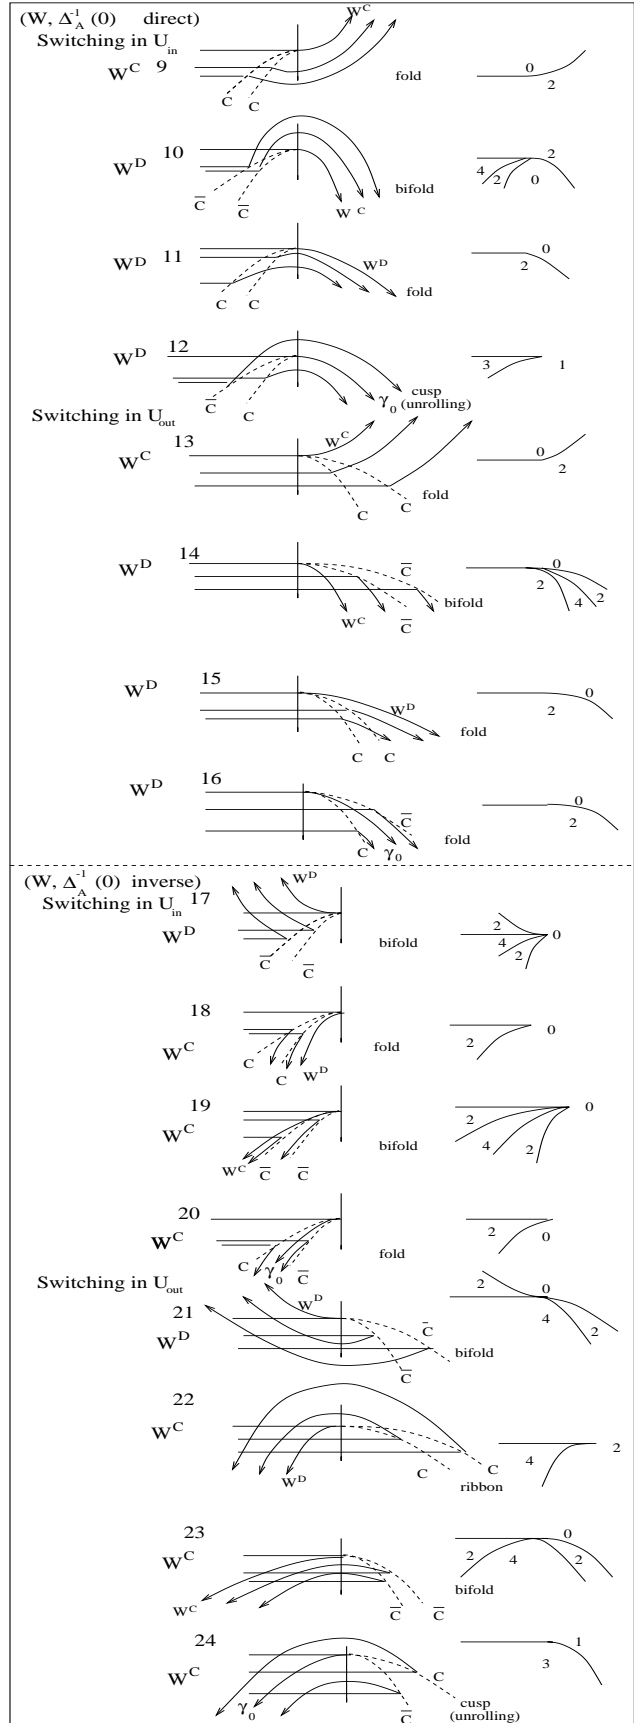 (W, Δ_A^{-1} (0) direct)
Switching in U_in
W^C 9
W^C
C C
fold
0
2
10
W^D
C̅ C̅
W^C
bifold
4 2 0 2
11
W^D
W^D
C C
fold
0
2
12
W^D
C̅ C
γ_0
cusp
(unrolling)
3 1
Switching in U_out
13
W^C
W^C
C C
fold
0
2
14
W^D
C̅
W^C C̅
bifold
0
2 4 2
15
W^D
W^D
C C
fold
0
2
16
W^D
C̅
C γ_0
fold
0
2
(W, Δ_A^{-1} (0) inverse)
Switching in U_in
17
W^D
W^D
C̅ C̅
bifold
2
4
2
0
18
W^C
C C W^D
fold
2 0
19
W^C
W^C C̅ C̅
bifold
2
4 2
0
20
W^C
C γ_0 C̅
fold
2
0
Switching in U_out
21
W^D
W^D
C̅
C̅
bifold
2
0
4
2
22
W^C
W^D
C C
ribbon
4 2
23
W^C
W^C
C̅ C̅
bifold
2 4
0
2
24
W^C
γ_0
C
C̅
cusp
(unrolling)
1
3